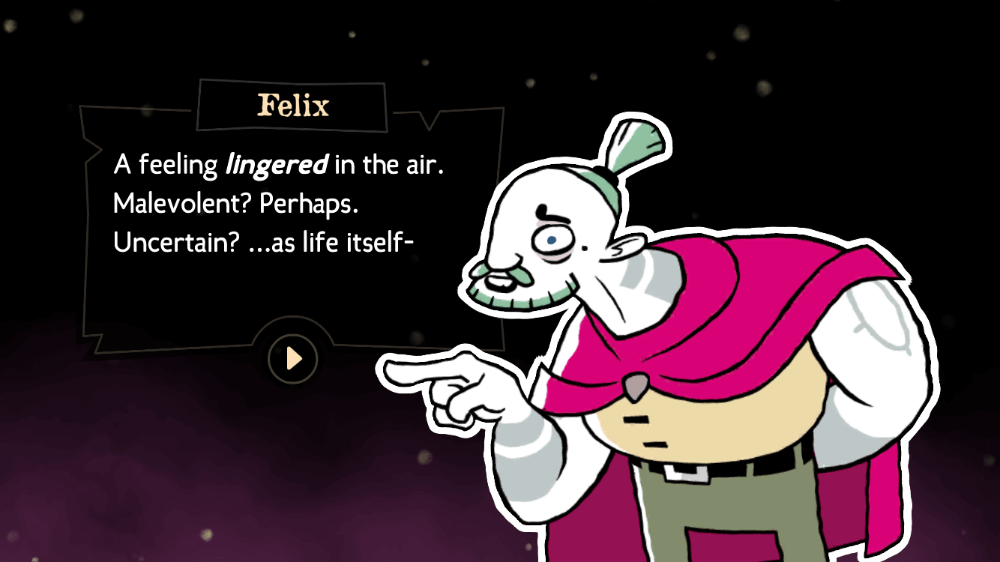 Felix
A feeling lingered in the air.
Malevolent? Perhaps.
Uncertain? ...as life itself-